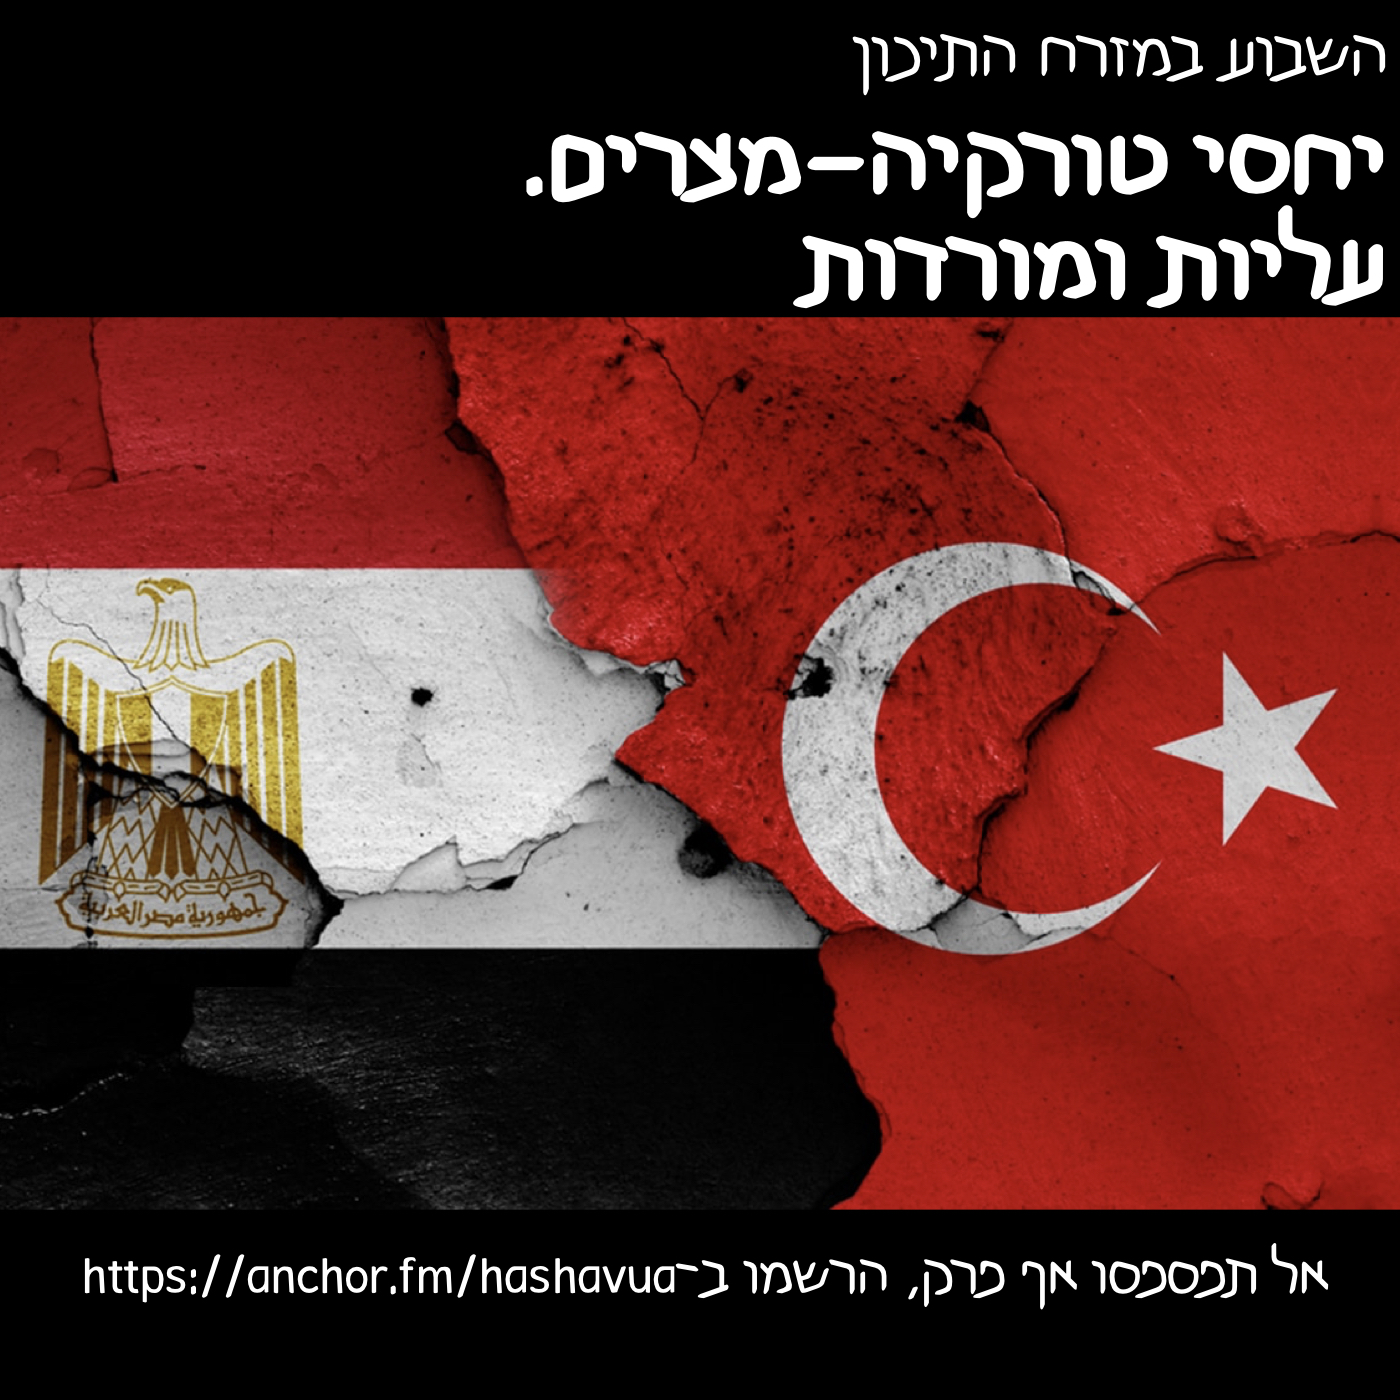 השבוע במזרח התיכון
יחסי טורקיה–מצרים.
עליות ומורדות
جمهورية مصر العربية
אל תפספסו אף פרק, הרשמו ב־https://anchor.fm/hashavua